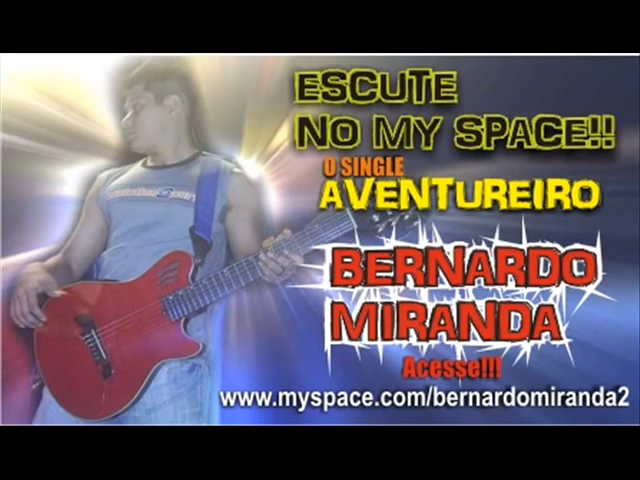 ESCUTE
NO MY SPACE!!
O SINGLE
AVENTUREIRO
BERNARDO
MIRANDA
Acesse!!!
www.myspace.com/bernardomiranda2